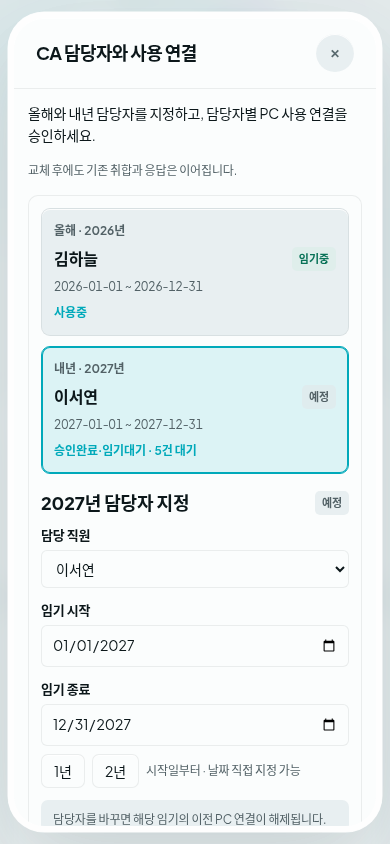 CA 담당자와 사용 연결
×
올해와 내년 담당자를 지정하고, 담당자별 PC 사용 연결을
승인하세요.
교체 후에도 기존 취합과 응답은 이어집니다.
올해 · 2026년
김하늘
임기중
2026-01-01 ~ 2026-12-31
사용중
내년 · 2027년
이서연
예정
2027-01-01 ~ 2027-12-31
승인완료·임기대기 · 5건 대기
2027년 담당자 지정
예정
담당 직원
이서연
임기 시작
01/01/2027
임기 종료
12/31/2027
1년
2년
시작일부터 · 날짜 직접 지정 가능
담당자를 바꾸면 해당 임기의 이전 PC 연결이 해제됩니다.